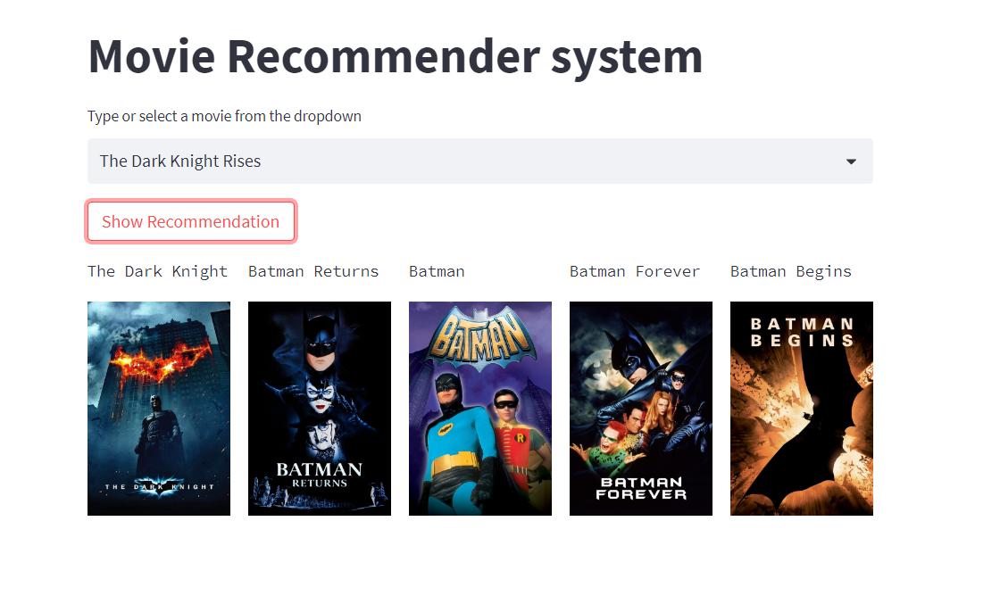 Movie Recommender system
Type or select a movie from the dropdown
The Dark Knight Rises
Show Recommendation
The Dark Knight
Batman Returns
Batman
Batman Forever
Batman Begins
THE DARK KNIGHT
BATMAN
RETURNS
BATMAN
R
BATMAN
FOREVER
BATMAN
BEGINS